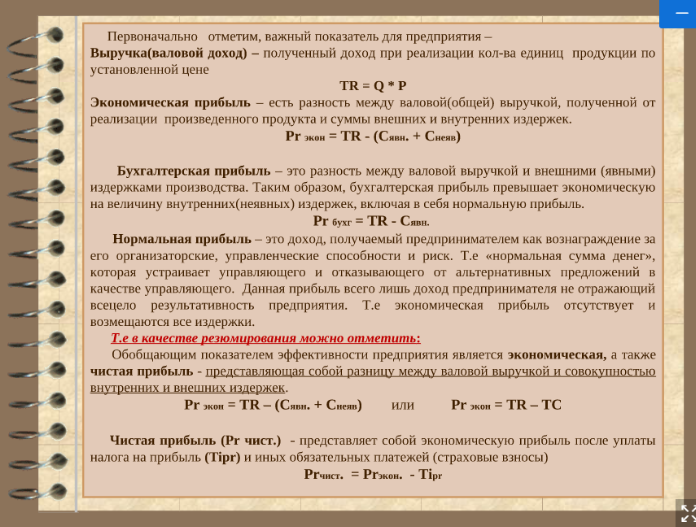 Первоначально отметим, важный показатель для предприятия –
Выручка(валовой доход) – полученный доход при реализации кол-ва единиц продукции по
установленной цене
TR = Q * P
Экономическая прибыль – есть разность между валовой(общей) выручкой, полученной от
реализации произведенного продукта и суммы внешних и внутренних издержек.
Pr экон = TR - (Cявн. + Снеяв)
Бухгалтерская прибыль – это разность между валовой выручкой и внешними (явными)
издержками производства. Таким образом, бухгалтерская прибыль превышает экономическую
на величину внутренних(неявных) издержек, включая в себя нормальную прибыль.
Pr бухг = TR - Cявн.
Нормальная прибыль – это доход, получаемый предпринимателем как вознаграждение за
его организаторские, управленческие способности и риск. Т.е «нормальная сумма денег»,
которая устраивает управляющего и отказывающего от альтернативных предложений в
качестве управляющего. Данная прибыль всего лишь доход предпринимателя не отражающий
всецело результативность предприятия. Т.е экономическая прибыль отсутствует и
возмещаются все издержки.
Т.е в качестве резюмирования можно отметить:
Обобщающим показателем эффективности предприятия является экономическая, а также
чистая прибыль - представляющая собой разницу между валовой выручкой и совокупностью
внутренних и внешних издержек.
Pr экон = TR – (Cявн. + Снеяв) или Pr экон = TR – TC
Чистая прибыль (Pr чист.) - представляет собой экономическую прибыль после уплаты
налога на прибыль (Tipr) и иных обязательных платежей (страховые взносы)
Prчист. = Prэкон. - Tipr